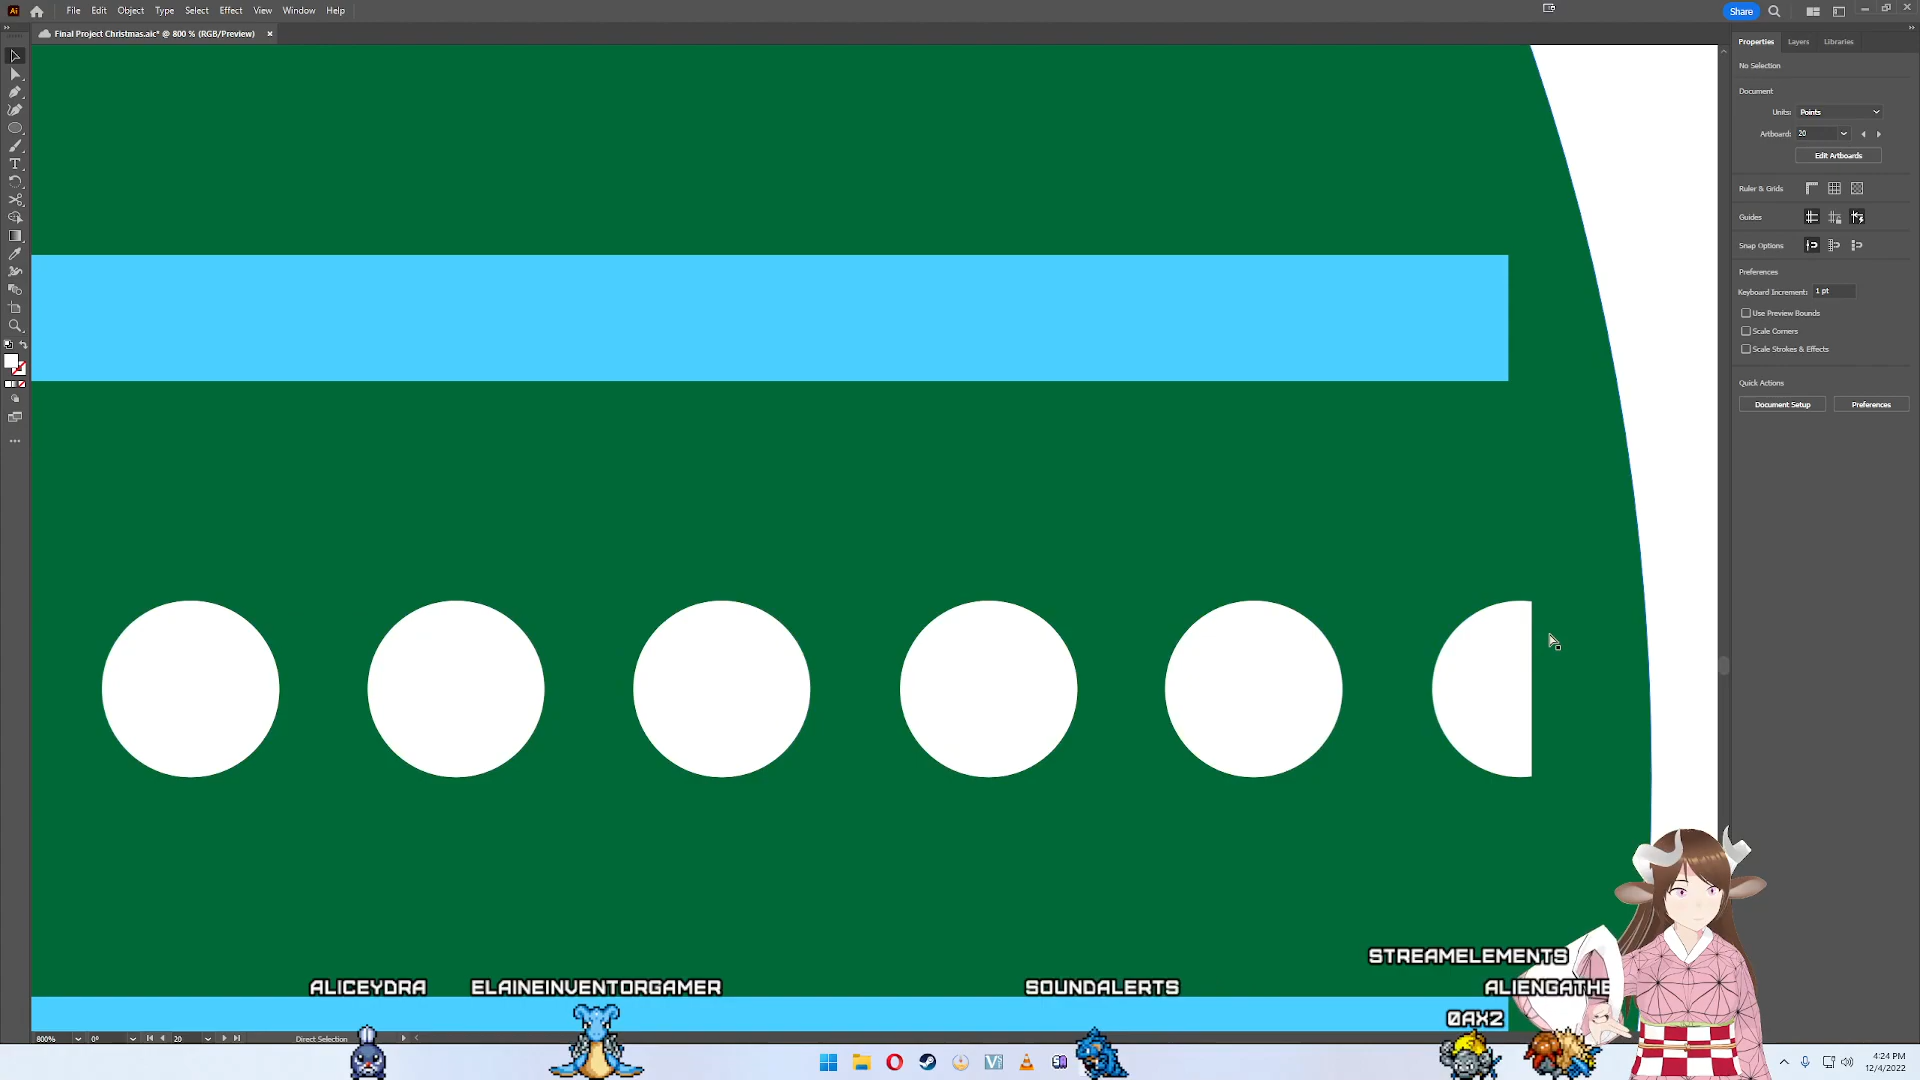 Ai File Edit Object Type Select Effect View Window Help Share
Final Project Christmas.aic* @ 800 % (RGB/Preview) ×
Properties Layers Libraries
No Selection
Document
Units: Points
Artboard: 20
Edit Artboards
Ruler & Grids
Guides
Snap Options
Preferences
Keyboard Increment: 1 pt
Use Preview Bounds
Scale Corners
Scale Strokes & Effects
Quick Actions
Document Setup Preferences
STREAMELEMENTS
ALICEYDRA ELAINEINVENTORGAMER SOUNDALERTS ALIENGATHE
0AX2
800% 0° 20 Direct Selection
4:24 PM
12/4/2022